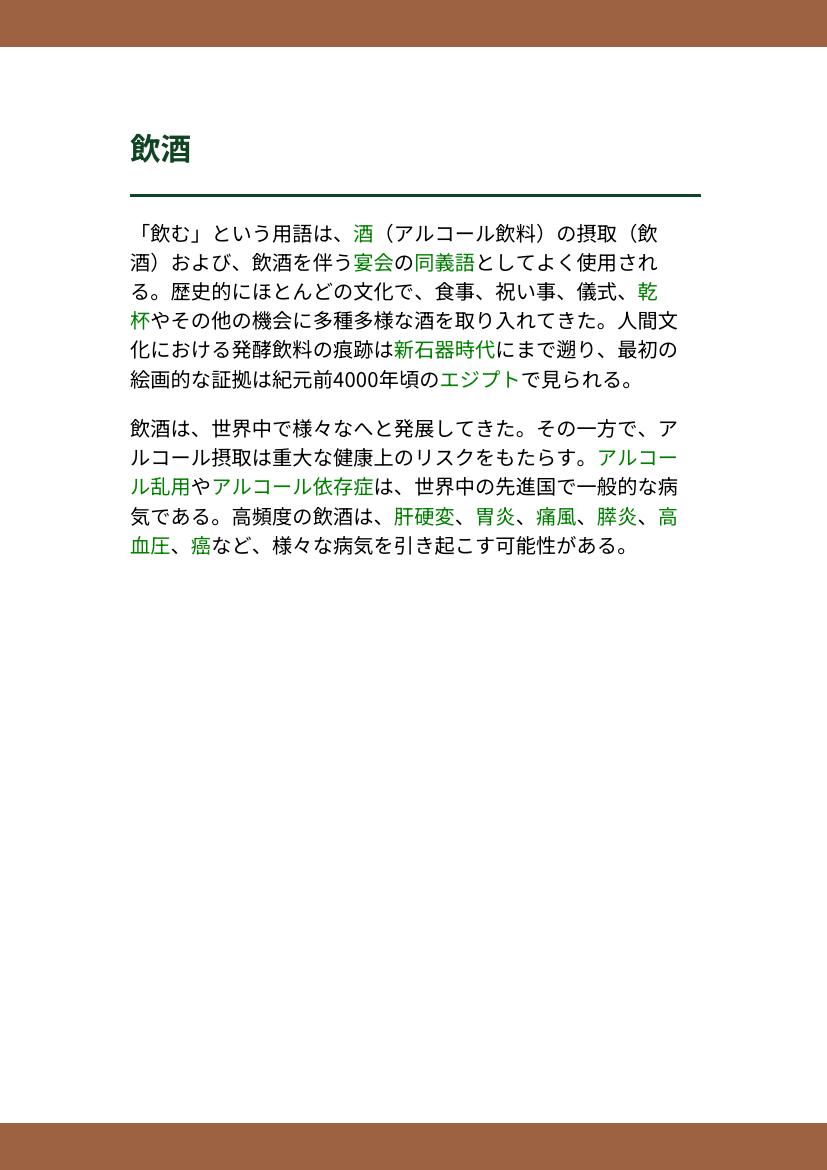 飲酒
「飲む」という用語は、酒（アルコール飲料）の摂取（飲
酒）および、飲酒を伴う宴会の同義語としてよく使用され
る。歴史的にほとんどの文化で、食事、祝い事、儀式、乾
杯やその他の機会に多種多様な酒を取り入れてきた。人間文
化における発酵飲料の痕跡は新石器時代にまで遡り、最初の
絵画的な証拠は紀元前4000年頃のエジプトで見られる。
飲酒は、世界中で様々なへと発展してきた。その一方で、ア
ルコール摂取は重大な健康上のリスクをもたらす。アルコー
ル乱用やアルコール依存症は、世界中の先進国で一般的な病
気である。高頻度の飲酒は、肝硬変、胃炎、痛風、膵炎、高
血圧、癌など、様々な病気を引き起こす可能性がある。